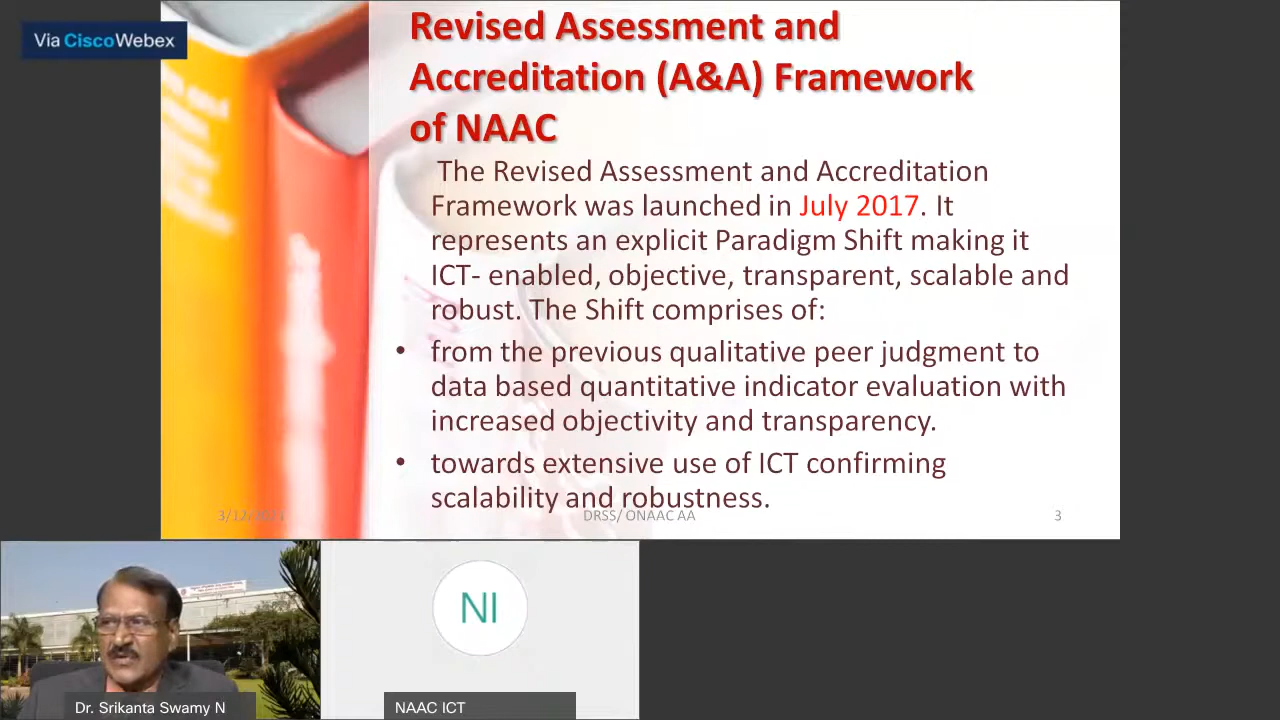 Via CiscoWebex
Revised Assessment and
Accreditation (A&A) Framework
of NAAC
The Revised Assessment and Accreditation
Framework was launched in July 2017. It
represents an explicit Paradigm Shift making it
ICT- enabled, objective, transparent, scalable and
robust. The Shift comprises of:
• from the previous qualitative peer judgment to
data based quantitative indicator evaluation with
increased objectivity and transparency.
• towards extensive use of ICT confirming
scalability and robustness.
DRSS/ ONAAC AA
3
NI
Dr. Srikanta Swamy N
NAAC ICT